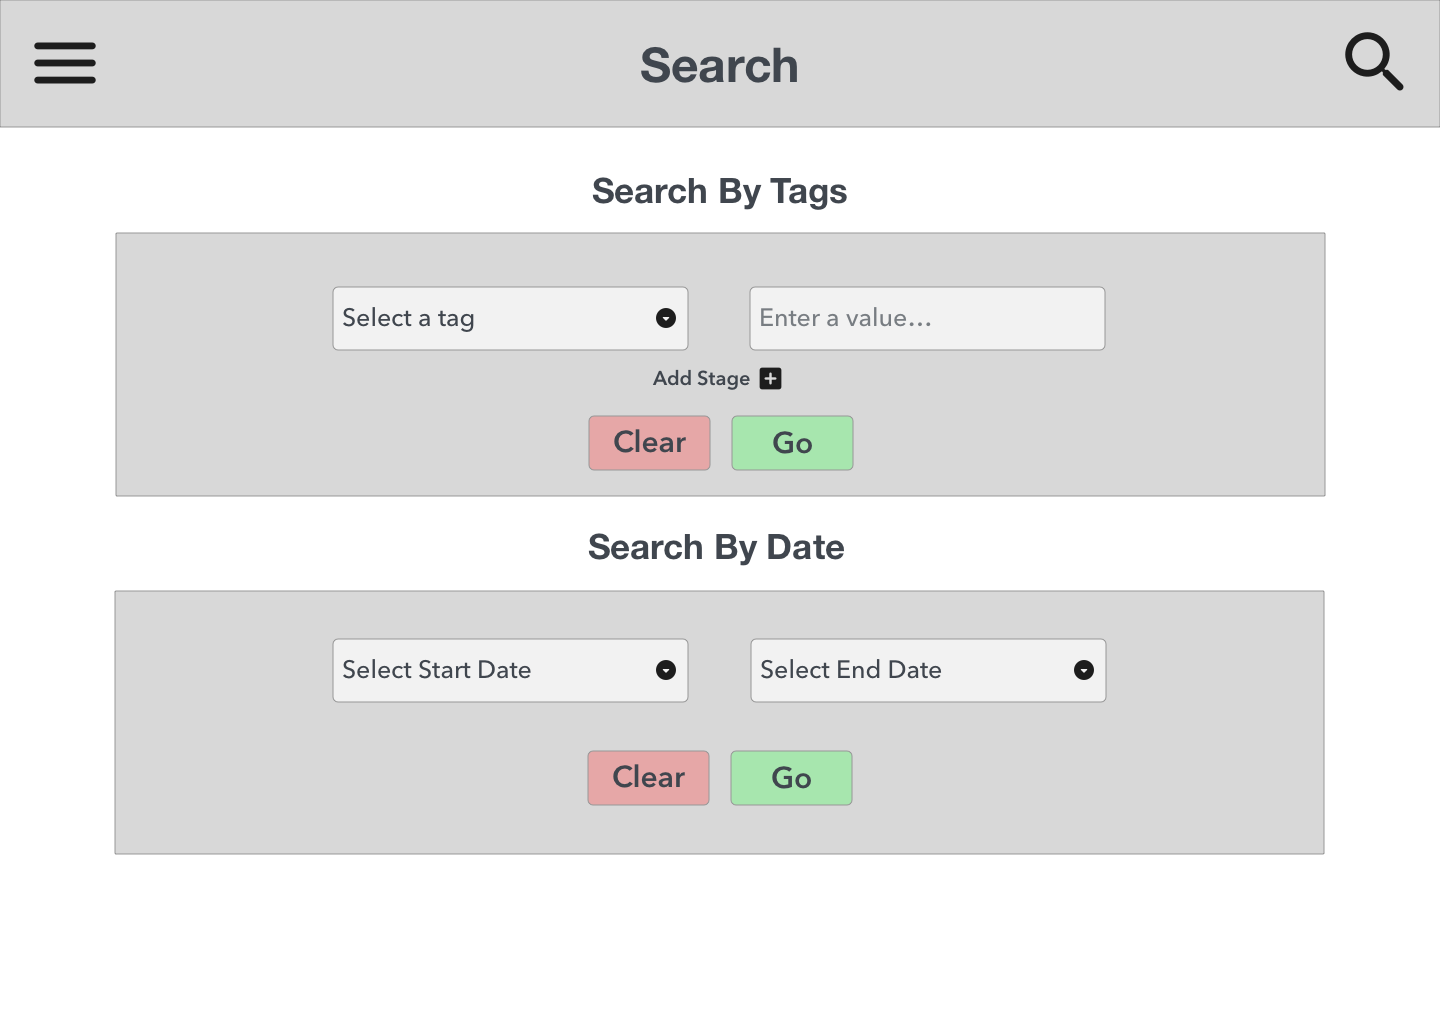 Search
Search By Tags
Select a tag
Enter a value...
Add Stage
Clear
Go
Search By Date
Select Start Date
Select End Date
Clear
Go